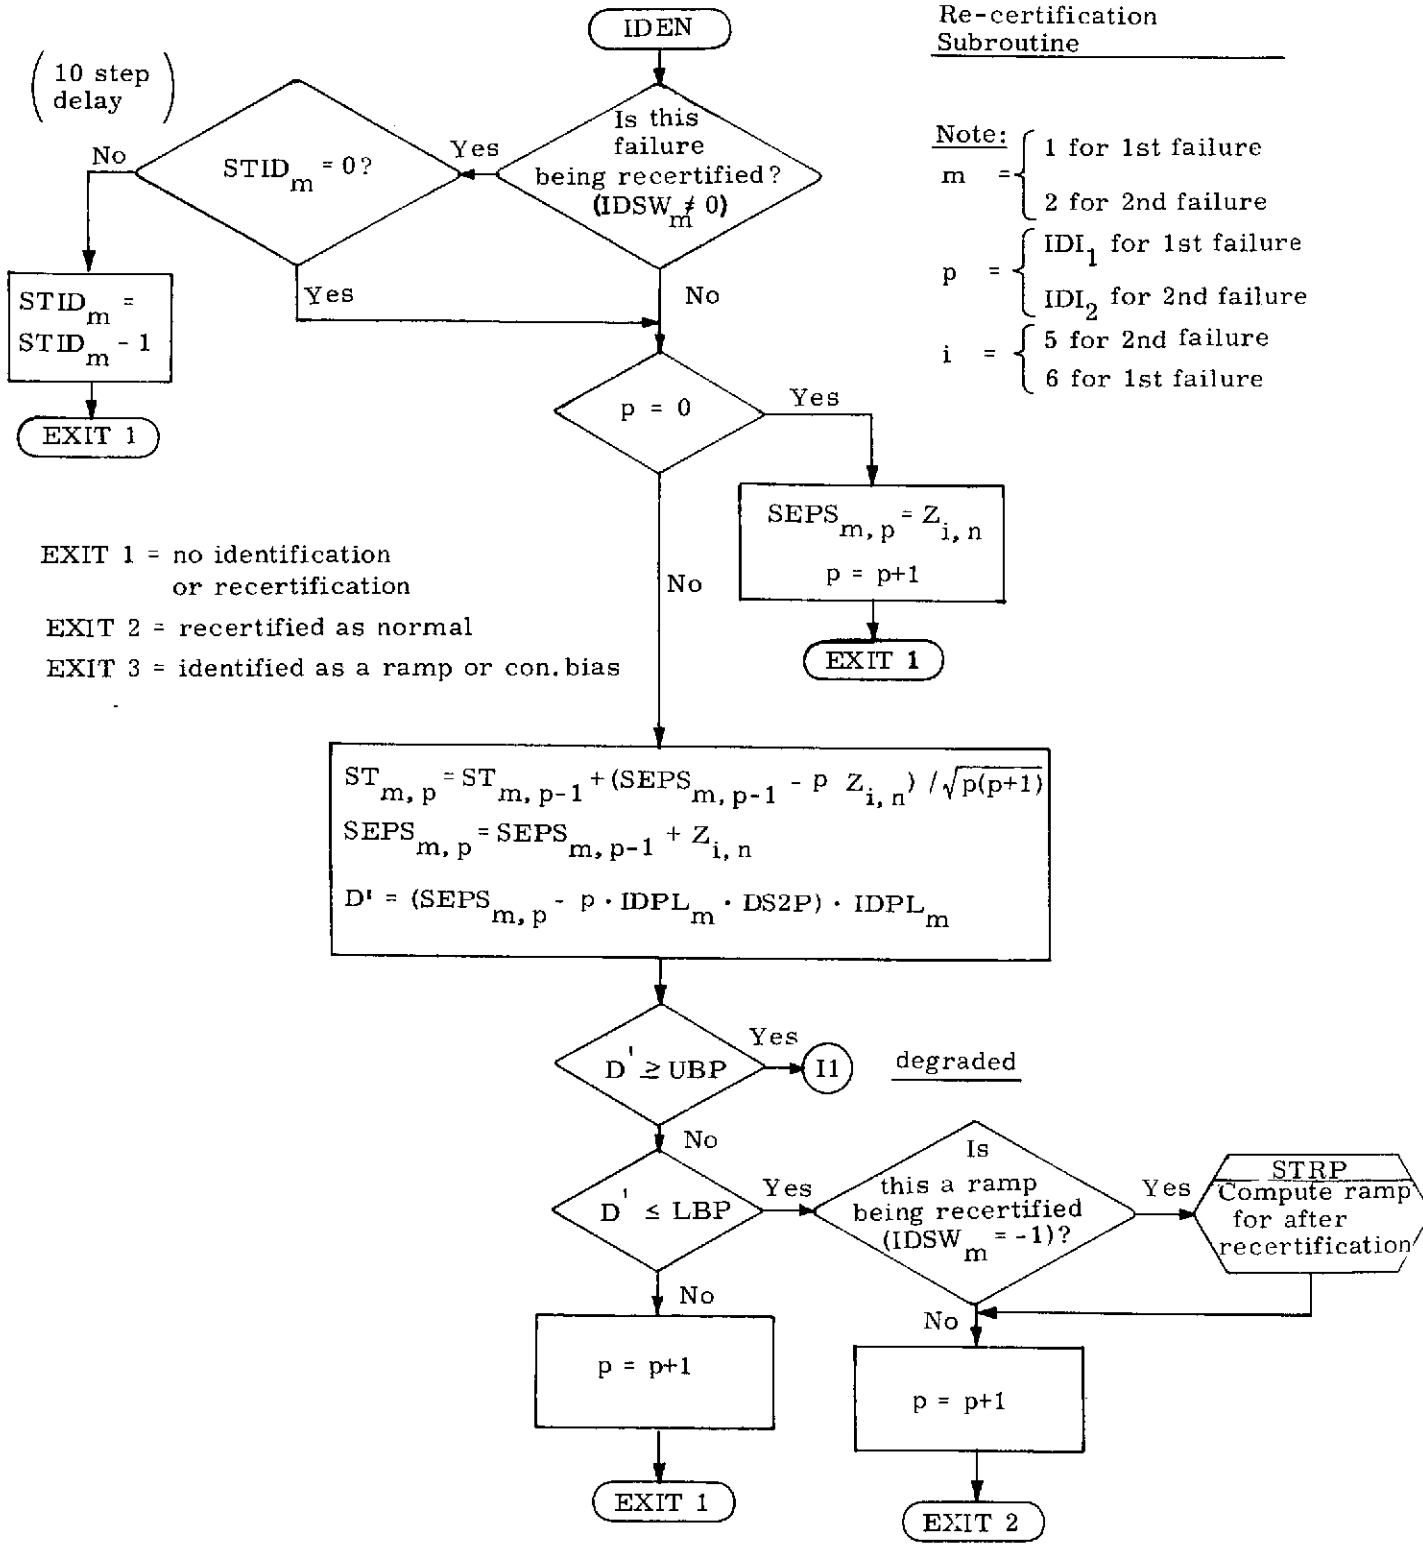 Re-certification
Subroutine
IDEN
( 10 step
delay )
Is this
failure
being recertified?
(IDSW_m ≠ 0)
Yes
STID_m = 0?
No
Yes
No
STID_m =
STID_m - 1
EXIT 1
Note:
m = { 1 for 1st failure
2 for 2nd failure
p = { IDI_1 for 1st failure
IDI_2 for 2nd failure
i = { 5 for 2nd failure
6 for 1st failure
p = 0
Yes
SEPS_m, p = Z_i, n
p = p+1
EXIT 1
No
EXIT 1 = no identification
or recertification
EXIT 2 = recertified as normal
EXIT 3 = identified as a ramp or con. bias
ST_m, p = ST_m, p-1 + (SEPS_m, p-1 - p Z_i, n) / √p(p+1)
SEPS_m, p = SEPS_m, p-1 + Z_i, n
D' = (SEPS_m, p - p · IDPL_m · DS2P) · IDPL_m
D' ≥ UBP
Yes
I1
degraded
No
D' ≤ LBP
Yes
Is
this a ramp
being recertified
(IDSW_m = -1)?
Yes
STRP
Compute ramp
for after
recertification
No
p = p+1
EXIT 1
No
p = p+1
EXIT 2